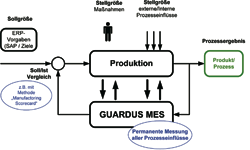 Sollgröße
ERP-
Vorgaben
(SAP / Ziele
Stellgröße
Maßnahmen
Stellgröße
externe/interne
Prozesseinflüsse
Prozessergebnis
Soll/Ist
Vergleich
Produktion
Produkt/
Prozess
z.B. mit
Methode
„Manufacturing
Scorecard"
GUARDUS MES
Permanente Messung
aller Prozesseinflüsse